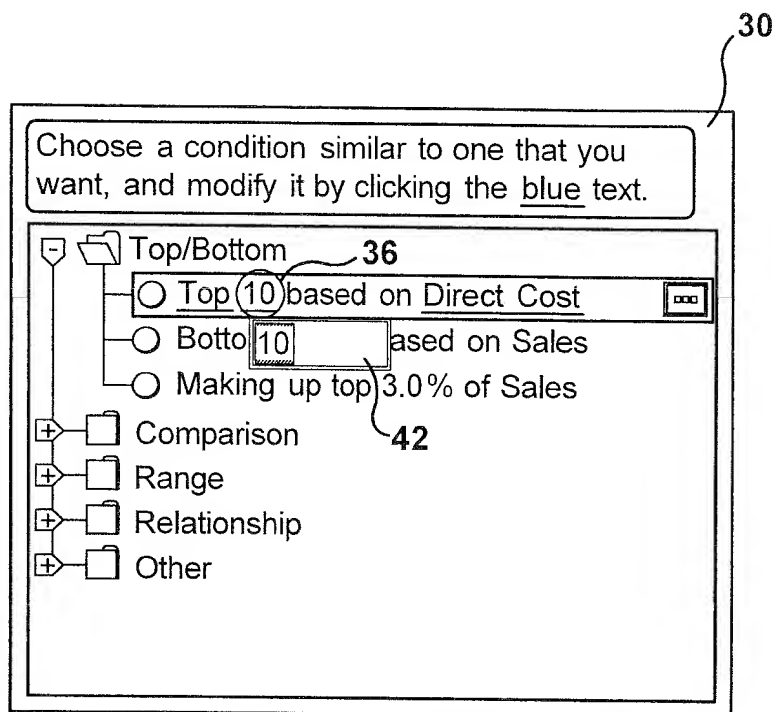 30
Choose a condition similar to one that you
want, and modify it by clicking the blue text.
Top/Bottom
36
Top 10 based on Direct Cost
Botto 10 ased on Sales
Making up top 3.0% of Sales
Comparison
42
Range
Relationship
Other